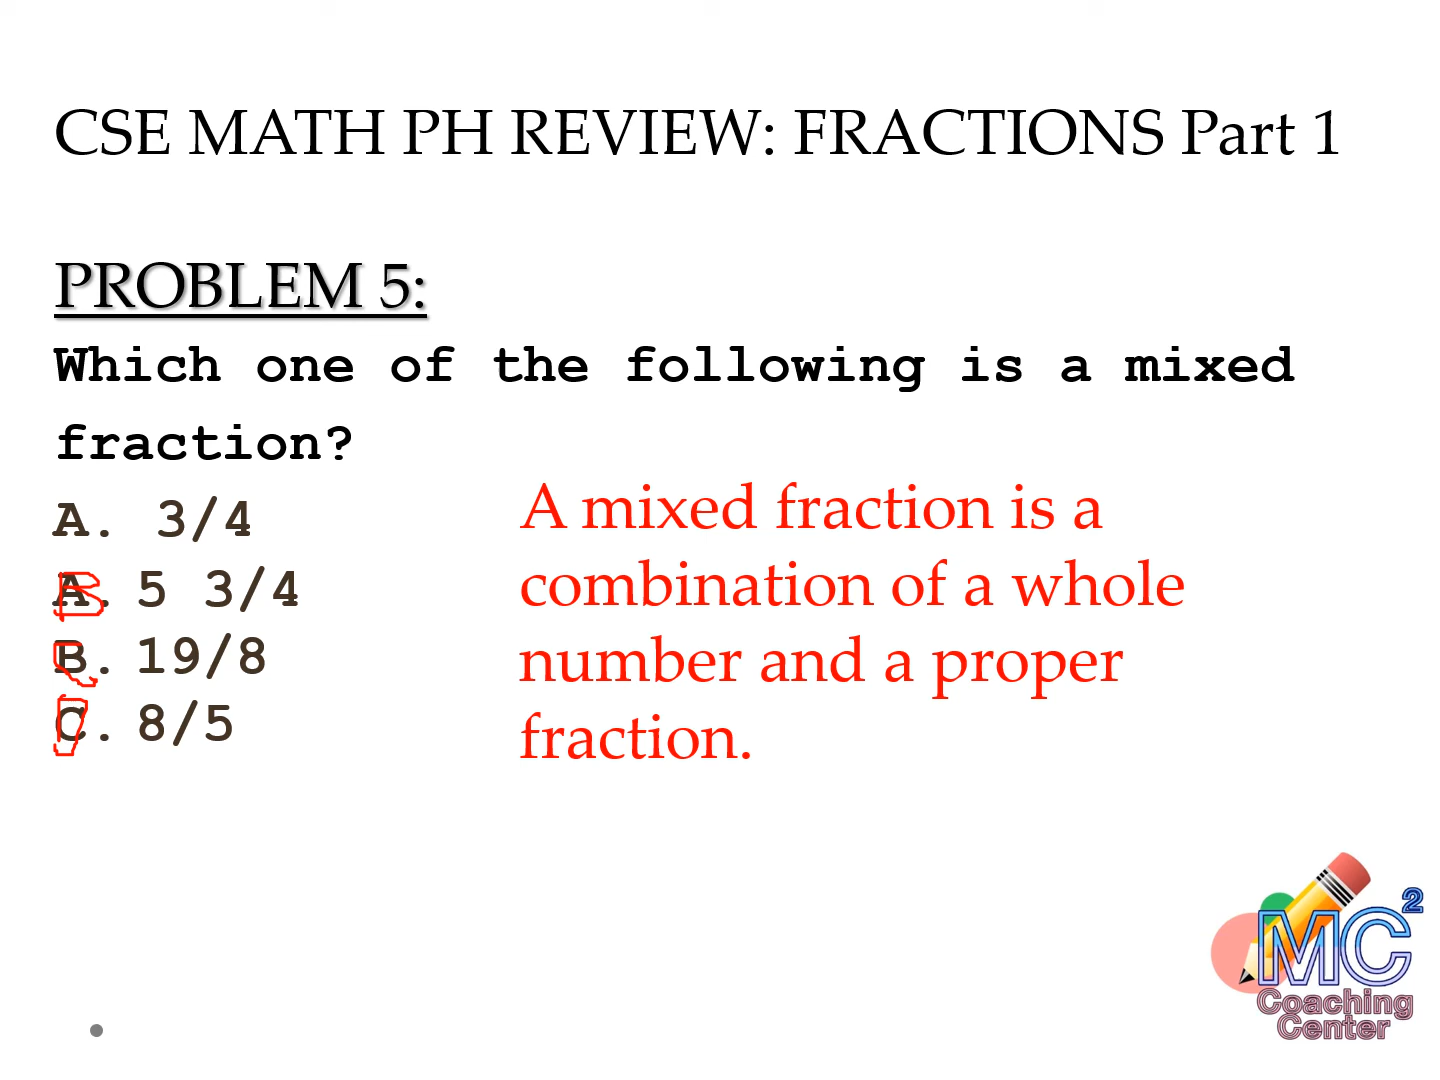 CSE MATH PH REVIEW: FRACTIONS Part 1
PROBLEM 5:
Which one of the following is a mixed
fraction?
A. 3/4
A. 5 3/4
B. 19/8
C. 8/5
A mixed fraction is a
combination of a whole
number and a proper
fraction.
MC²
Coaching
Center